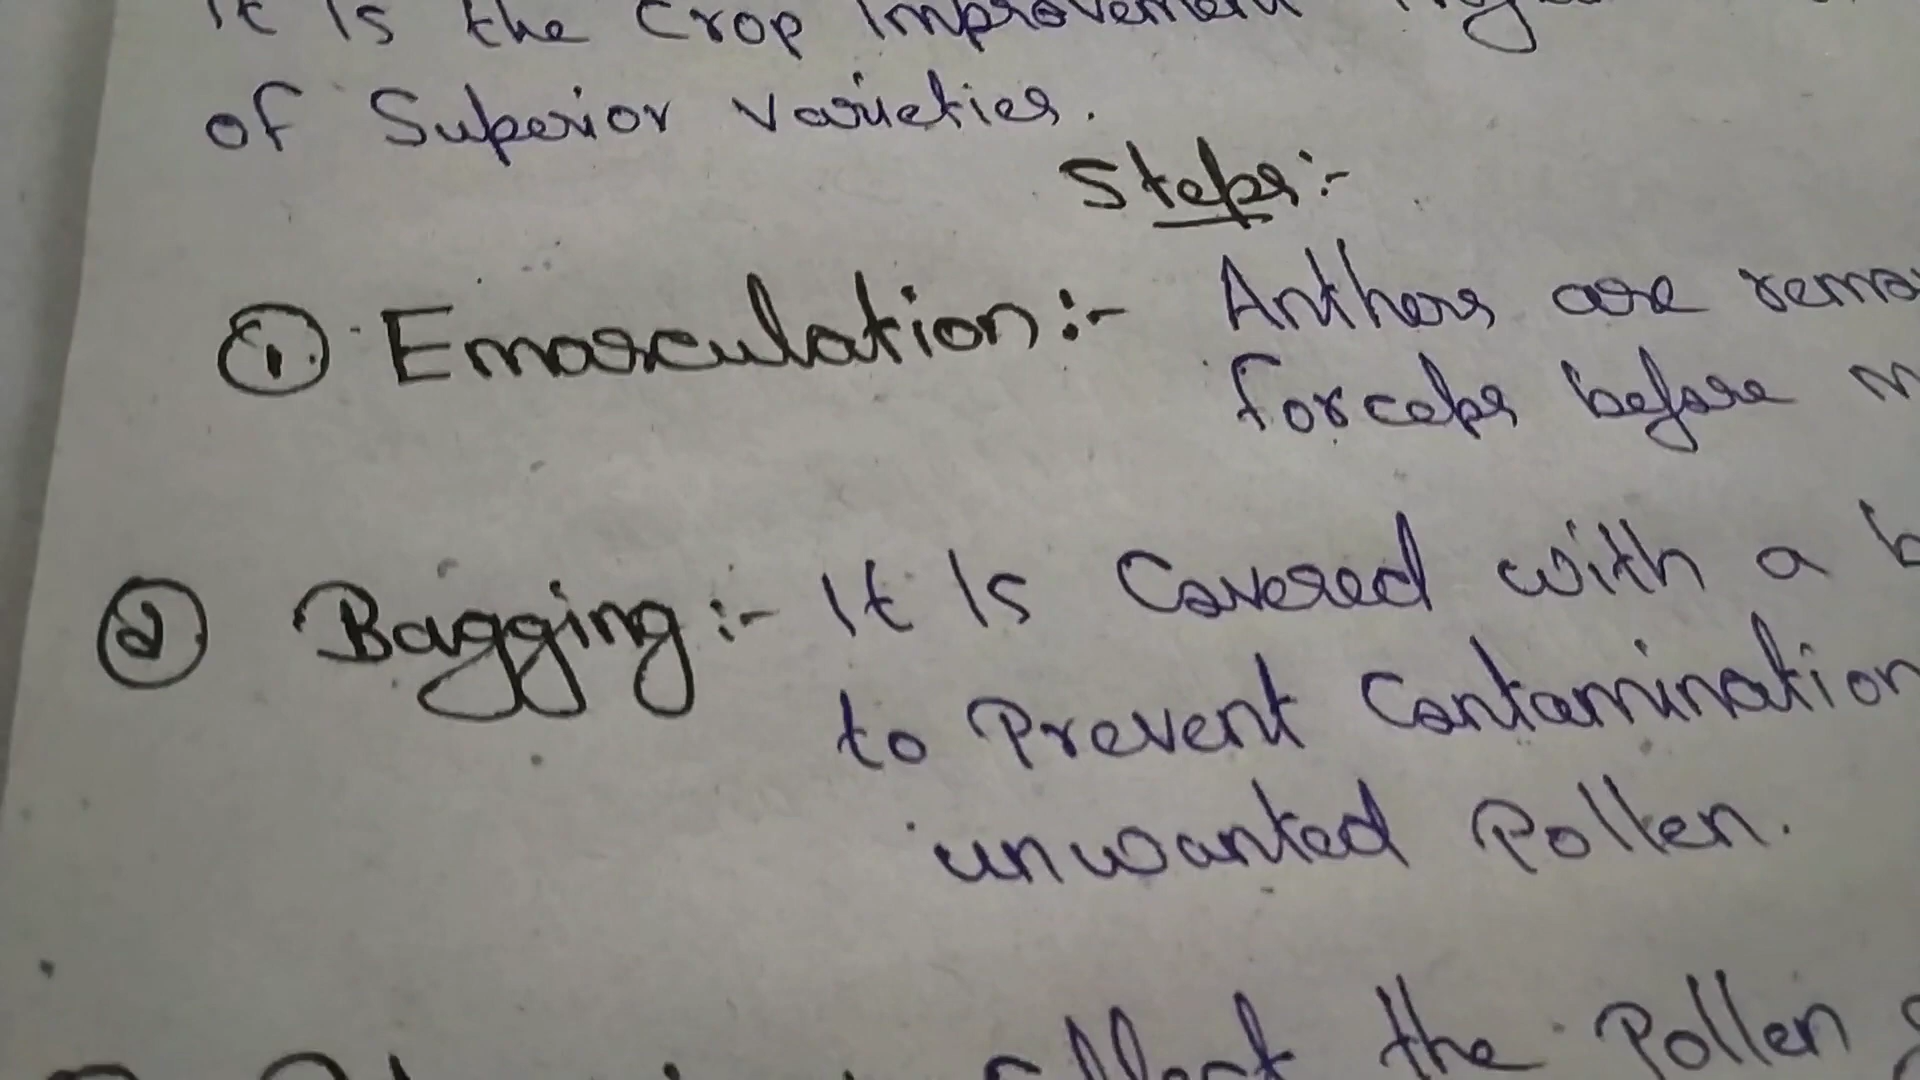 It Is the Crop Improvement
of Superior Varieties.
Steps:-
① Emasculation:- Anthers are
forceps before
② Bagging:- It Is Covered with a
to Prevent Contamination
unwanted Pollen.
the Pollen